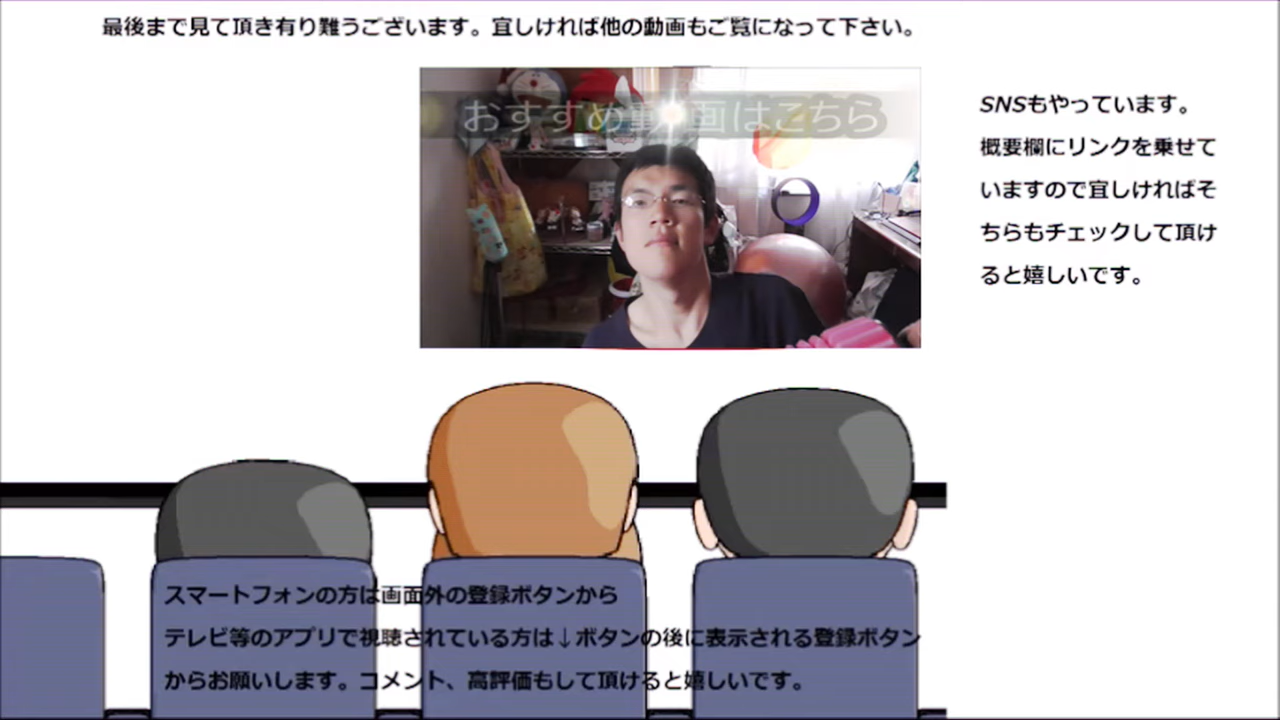 最後まで見て頂き有り難うございます。宜しければ他の動画もご覧になって下さい。
おすすめ動画はこちら
SNSもやっています。
概要欄にリンクを乗せて
いますので宜しければそ
ちらもチェックして頂け
ると嬉しいです。
スマートフォンの方は画面外の登録ボタンから
テレビ等のアプリで視聴されている方は↓ボタンの後に表示される登録ボタン
からお願いします。コメント、高評価もして頂けると嬉しいです。